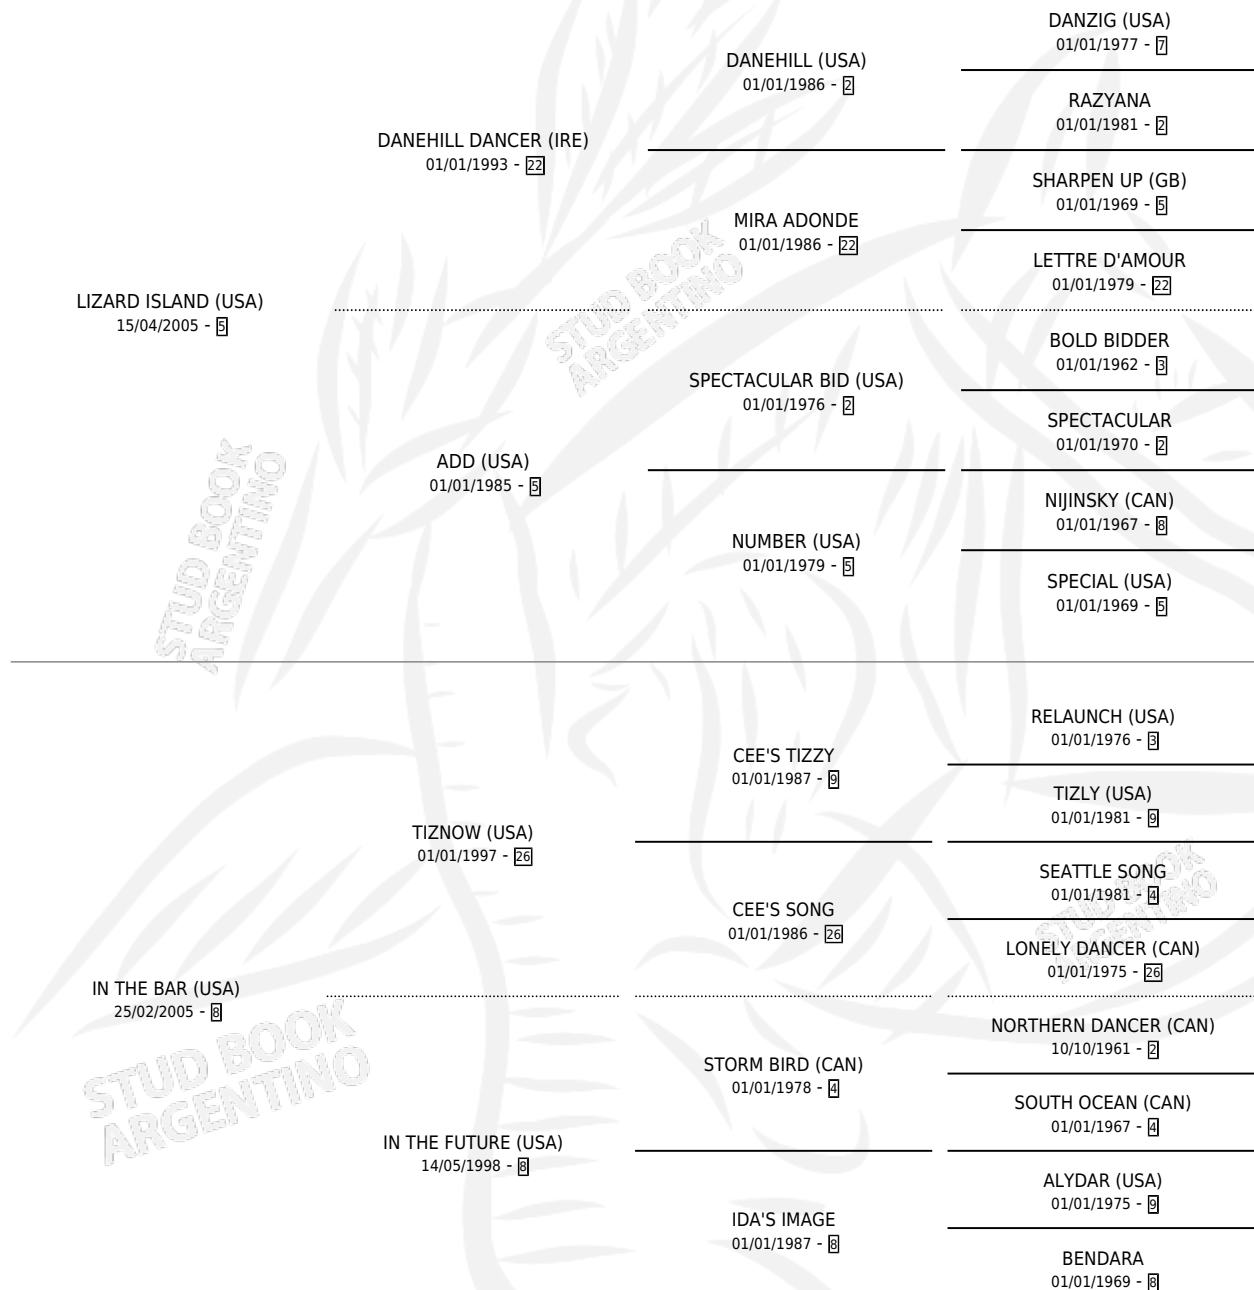 DANZIG (USA)
01/01/1977 - 7
DANEHILL (USA)
01/01/1986 - 2
RAZYANA
01/01/1981 - 2
DANEHILL DANCER (IRE)
01/01/1993 - 22
SHARPEN UP (GB)
01/01/1969 - 5
MIRA ADONDE
01/01/1986 - 22
LETTRE D'AMOUR
01/01/1979 - 22
LIZARD ISLAND (USA)
15/04/2005 - 5
BOLD BIDDER
01/01/1962 - 3
SPECTACULAR BID (USA)
01/01/1976 - 2
SPECTACULAR
01/01/1970 - 2
ADD (USA)
01/01/1985 - 5
NIJINSKY (CAN)
01/01/1967 - 8
NUMBER (USA)
01/01/1979 - 5
SPECIAL (USA)
01/01/1969 - 5
RELAUNCH (USA)
01/01/1976 - 3
CEE'S TIZZY
01/01/1987 - 9
TIZLY (USA)
01/01/1981 - 9
TIZNOW (USA)
01/01/1997 - 26
SEATTLE SONG
01/01/1981 - 4
CEE'S SONG
01/01/1986 - 26
LONELY DANCER (CAN)
01/01/1975 - 26
IN THE BAR (USA)
25/02/2005 - 8
NORTHERN DANCER (CAN)
10/10/1961 - 2
STORM BIRD (CAN)
01/01/1978 - 4
SOUTH OCEAN (CAN)
01/01/1967 - 4
IN THE FUTURE (USA)
14/05/1998 - 8
ALYDAR (USA)
01/01/1975 - 9
IDA'S IMAGE
01/01/1987 - 8
BENDARA
01/01/1969 - 8
STUD BOOK
ARGENTINO
STUD BOOK
ARGENTINO
STUD BOOK
ARGENTINO
STUD BOOK
ARGENTINO